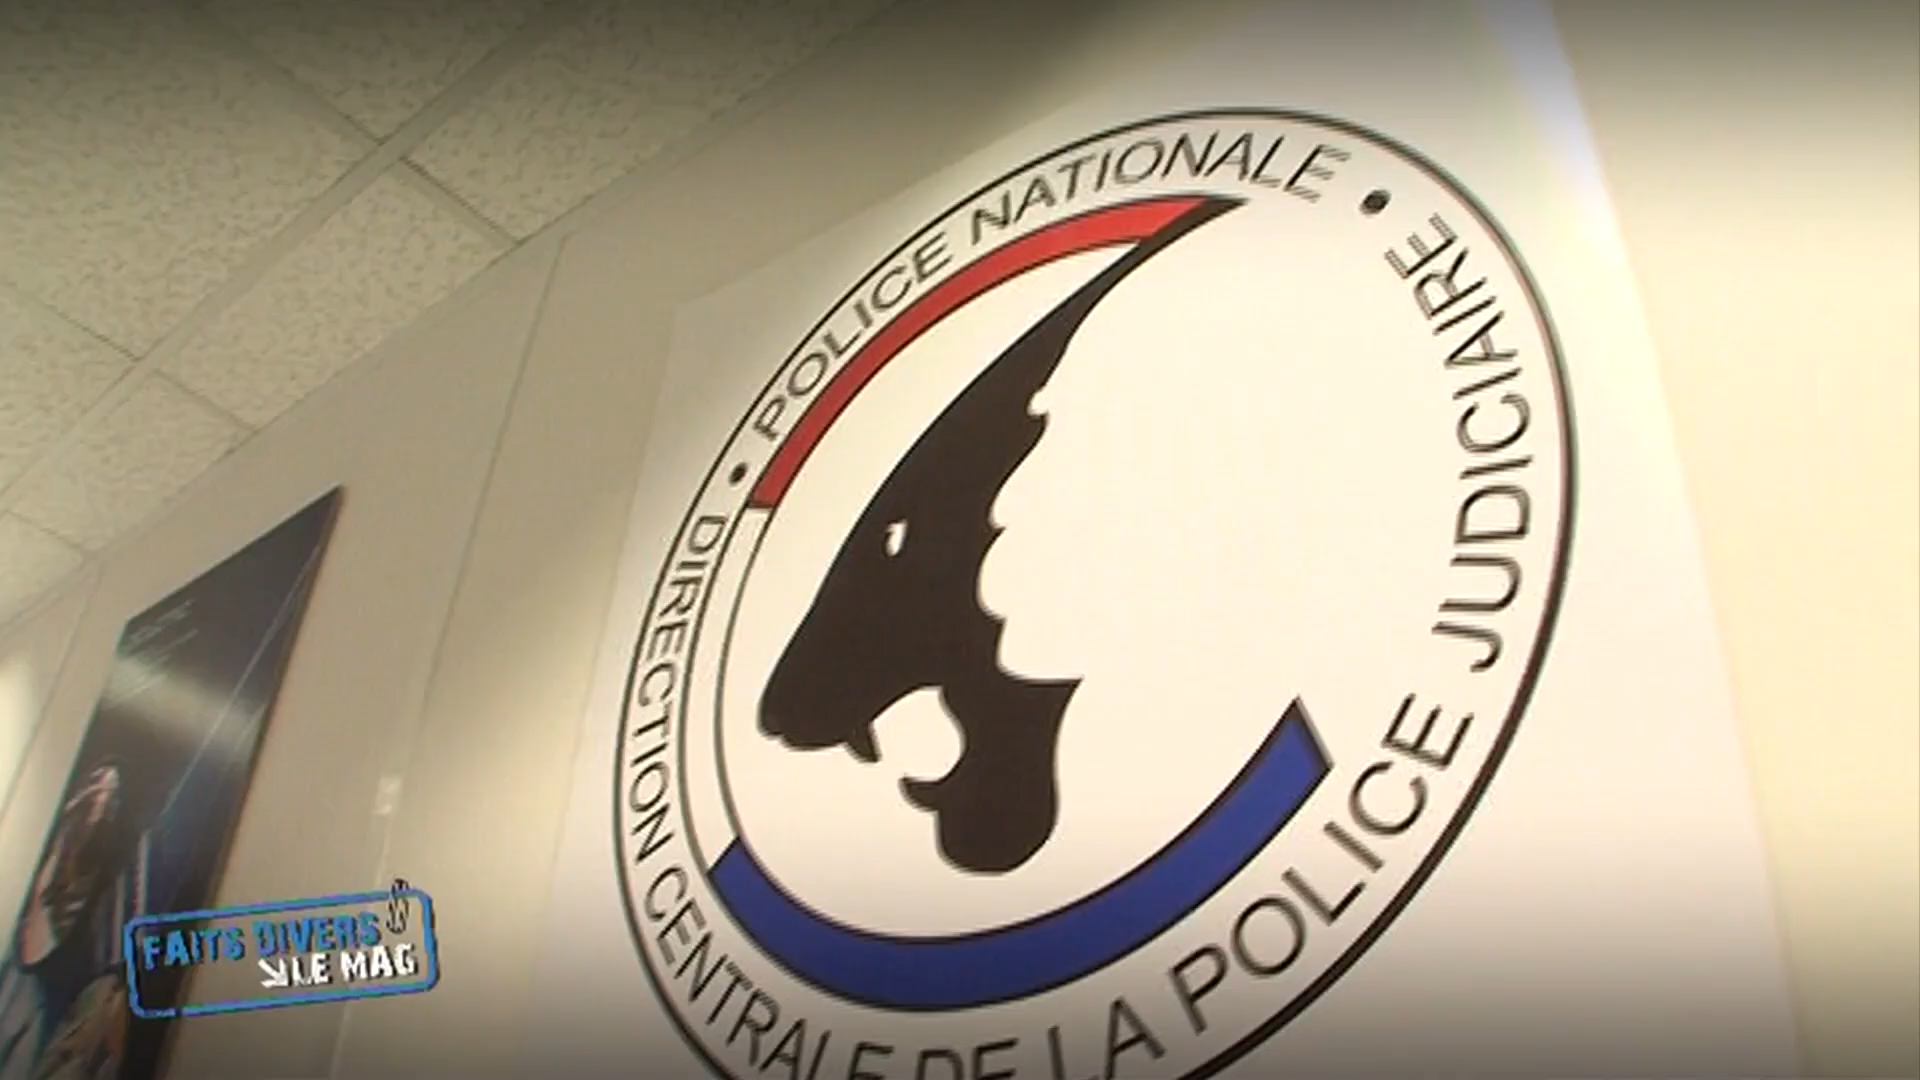 POLICE NATIONALE •
• DIRECTION CENTRALE DE LA POLICE JUDICIAIRE
FAITS DIVERS
LE MAG